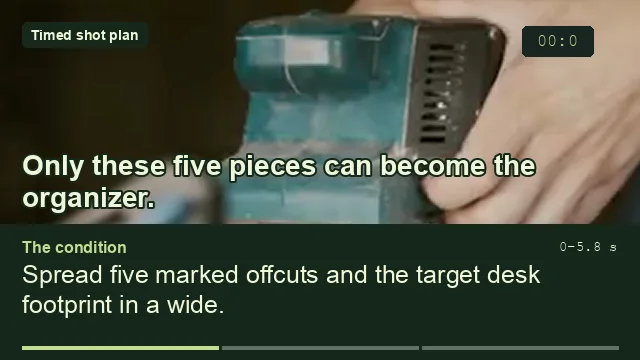 Timed shot plan
00:0
Only these five pieces can become the
organizer.
The condition
0–5.8 s
Spread five marked offcuts and the target desk
footprint in a wide.